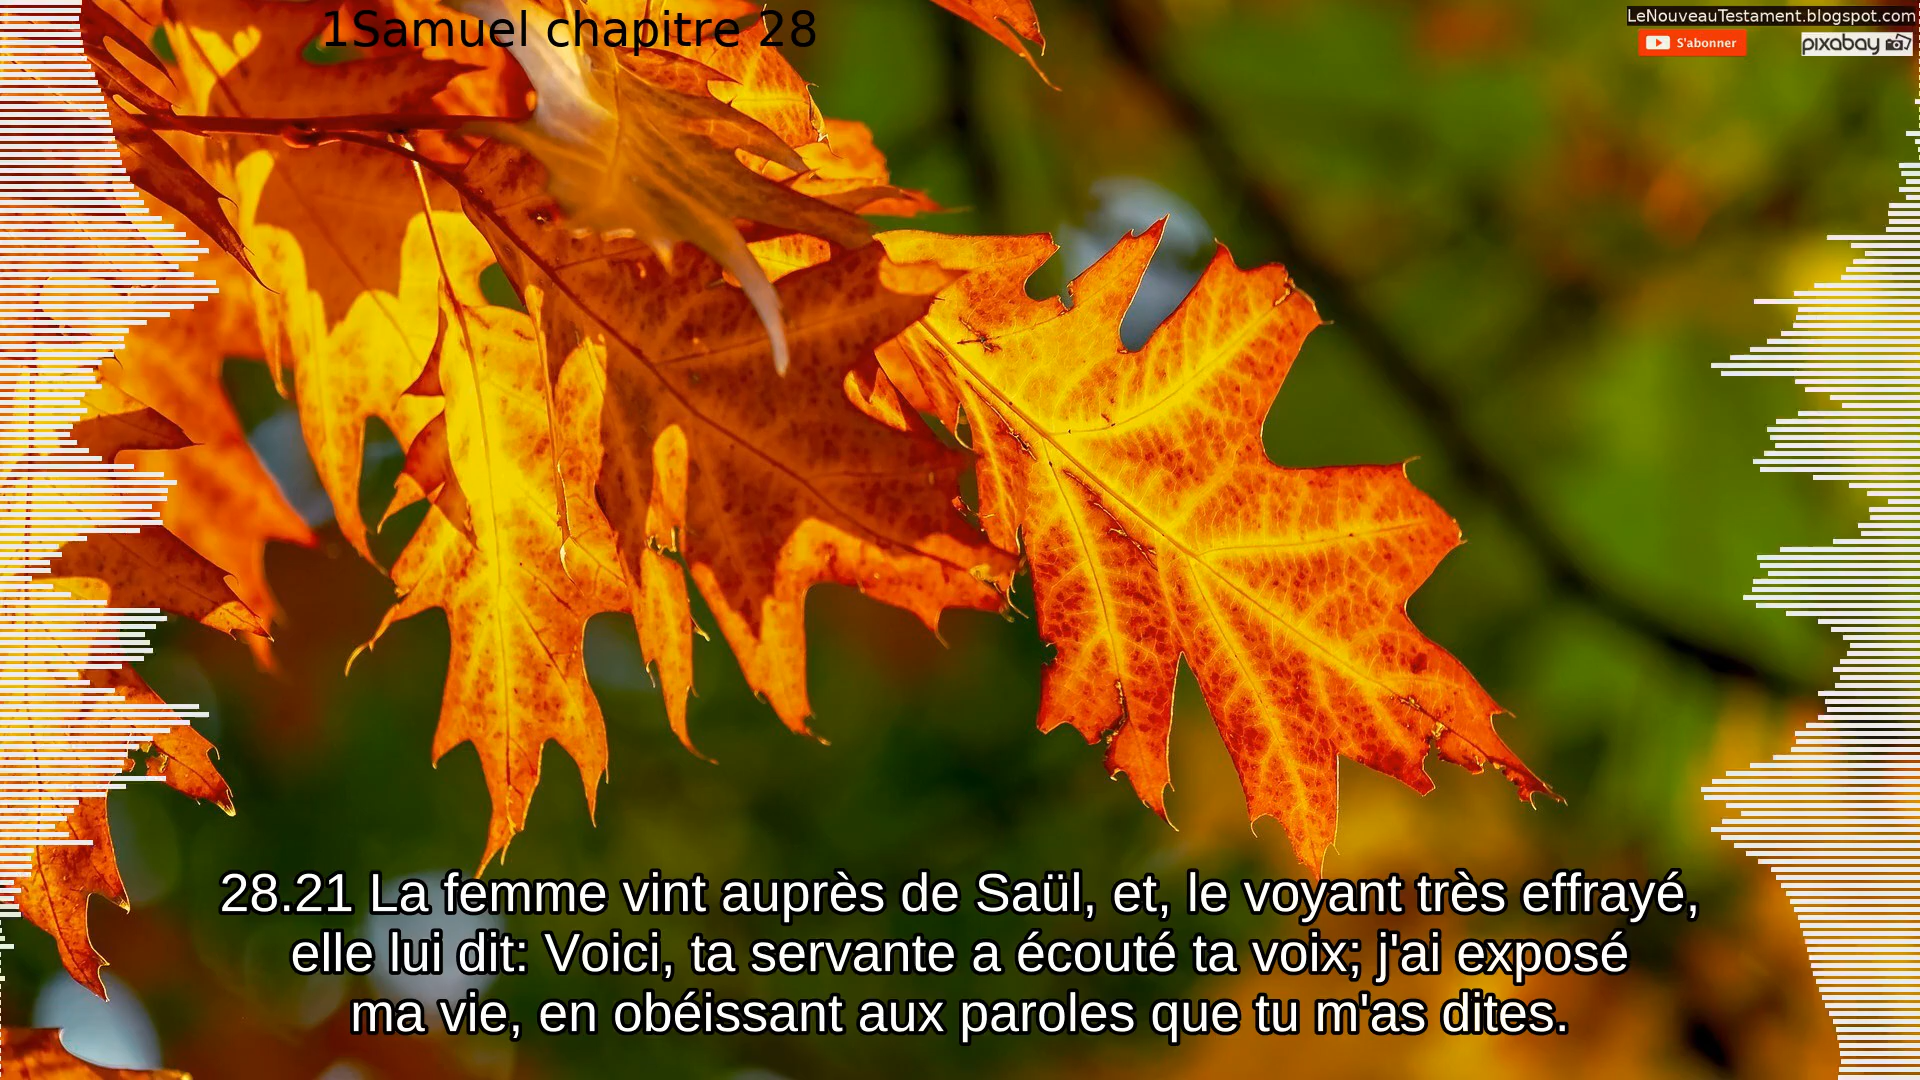 1Samuel chapitre 28
LeNouveauTestament.blogspot.com
S'abonner
pixabay
28.21 La femme vint auprès de Saül, et, le voyant très effrayé,
elle lui dit: Voici, ta servante a écouté ta voix; j'ai exposé
ma vie, en obéissant aux paroles que tu m'as dites.